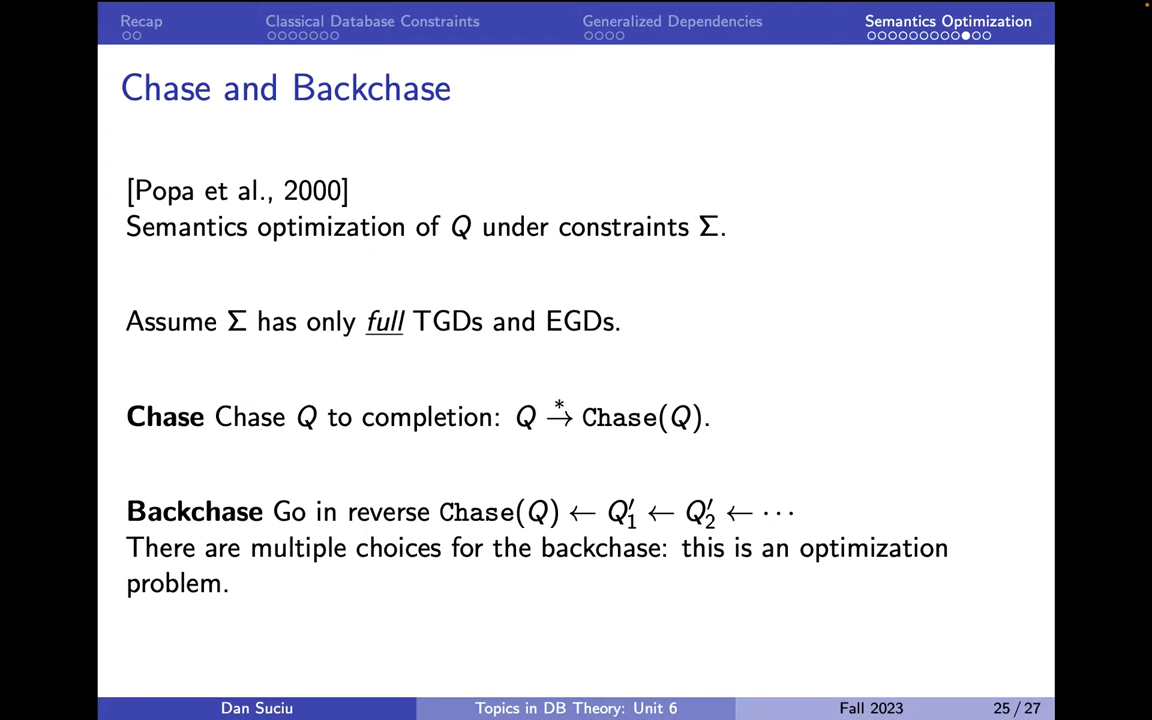 Recap Classical Database Constraints Generalized Dependencies Semantics Optimization
Chase and Backchase
[Popa et al., 2000]
Semantics optimization of Q under constraints Σ.
Assume Σ has only full TGDs and EGDs.
Chase Chase Q to completion: Q →* Chase(Q).
Backchase Go in reverse Chase(Q) ← Q′₁ ← Q′₂ ← ⋯
There are multiple choices for the backchase: this is an optimization
problem.
Dan Suciu Topics in DB Theory: Unit 6 Fall 2023 25 / 27